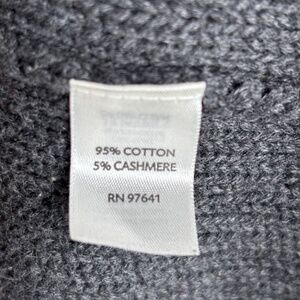 95% COTTON
5% CASHMERE
RN 97641